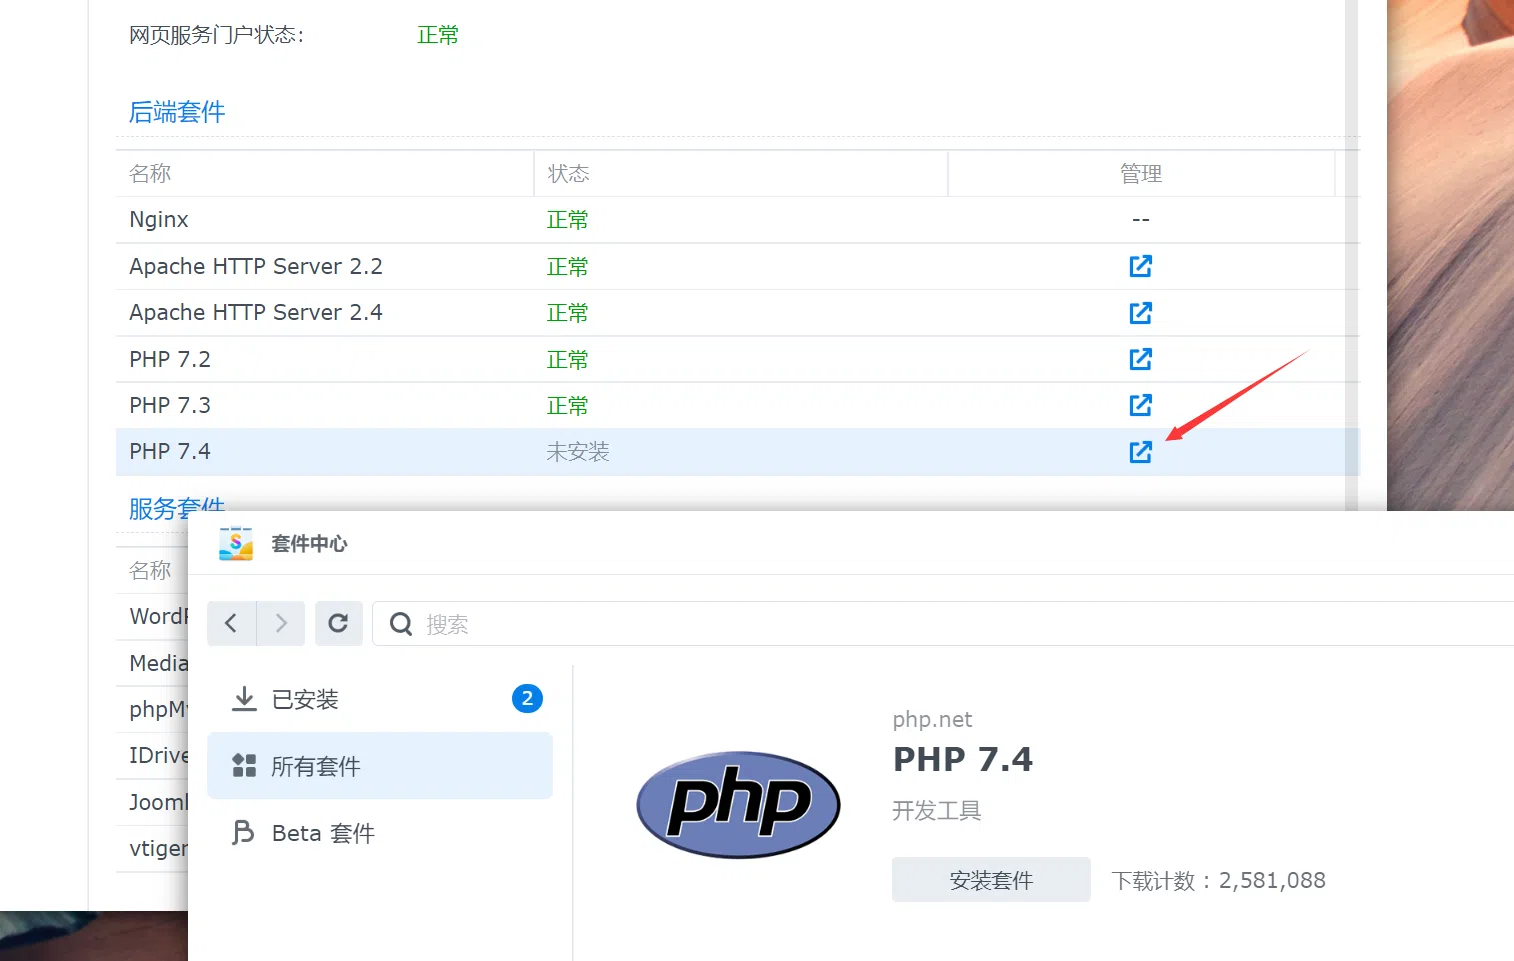 网页服务门户状态：
正常
后端套件
名称
状态
管理
Nginx
正常
--
Apache HTTP Server 2.2
正常
Apache HTTP Server 2.4
正常
PHP 7.2
正常
PHP 7.3
正常
PHP 7.4
未安装
服务套件
套件中心
名称
搜索
Media
phpM
IDrive
vtiger
已安装
2
所有套件
Beta 套件
php
php.net
PHP 7.4
开发工具
安装套件
下载计数：2,581,088